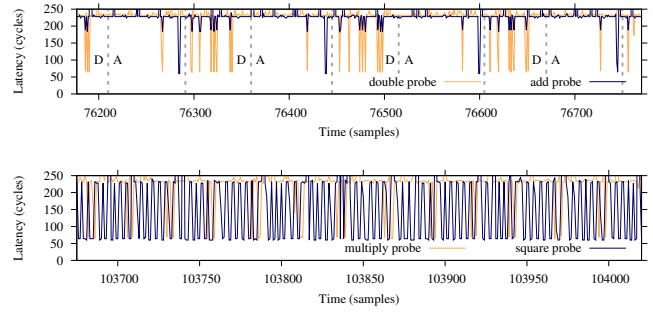 250
200
150
100
50
0
Latency (cycles)
D A D A D A D A
double probe add probe
76200 76300 76400 76500 76600 76700
Time (samples)
250
200
150
100
50
0
Latency (cycles)
multiply probe square probe
103700 103750 103800 103850 103900 103950 104000
Time (samples)